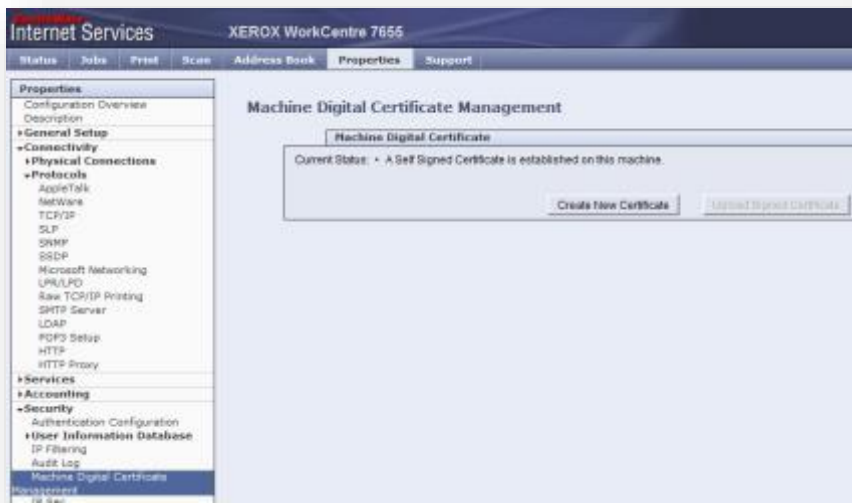 CentreWare
Internet Services
XEROX WorkCentre 7655
Status Jobs Print Scan Address Book Properties Support
Properties
Configuration Overview
Description
General Setup
Connectivity
Physical Connections
Protocols
AppleTalk
NetWare
TCP/IP
SLP
SNMP
SSDP
Microsoft Networking
LPR/LPD
Raw TCP/IP Printing
SMTP Server
LDAP
POP3 Setup
HTTP
HTTP Proxy
Services
Accounting
Security
Authentication Configuration
User Information Database
IP Filtering
Audit Log
Machine Digital Certificate
Management
IP Sec
Machine Digital Certificate Management
Machine Digital Certificate
Current Status: • A Self Signed Certificate is established on this machine.
Create New Certificate
Upload Signed Certificate